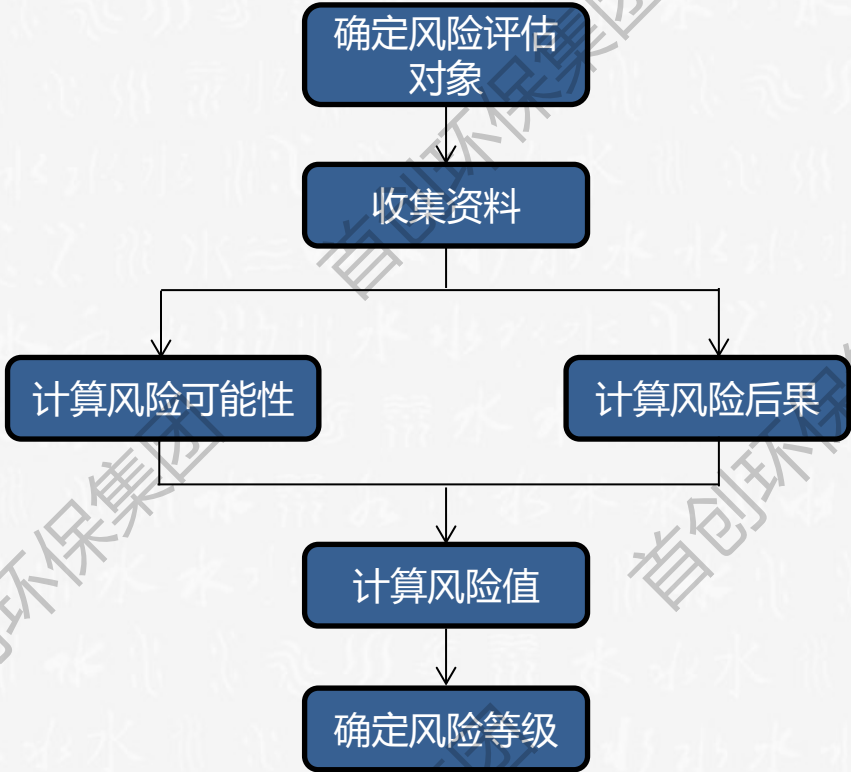 确定风险评估
对象
首创环保集团
收集资料
计算风险可能性
计算风险后果
首创环保
创环保集团
计算风险值
确定风险等级
集团